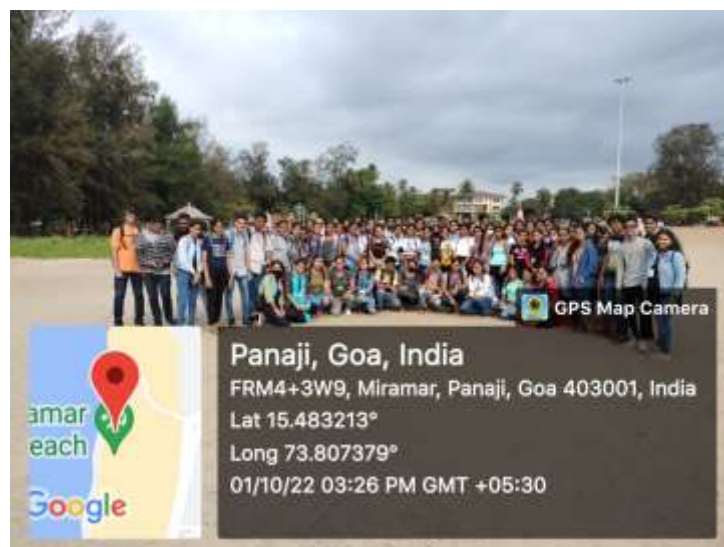 GPS Map Camera
Panaji, Goa, India
FRM4+3W9, Miramar, Panaji, Goa 403001, India
Lat 15.483213°
Long 73.807379°
01/10/22 03:26 PM GMT +05:30
amar
each
Google